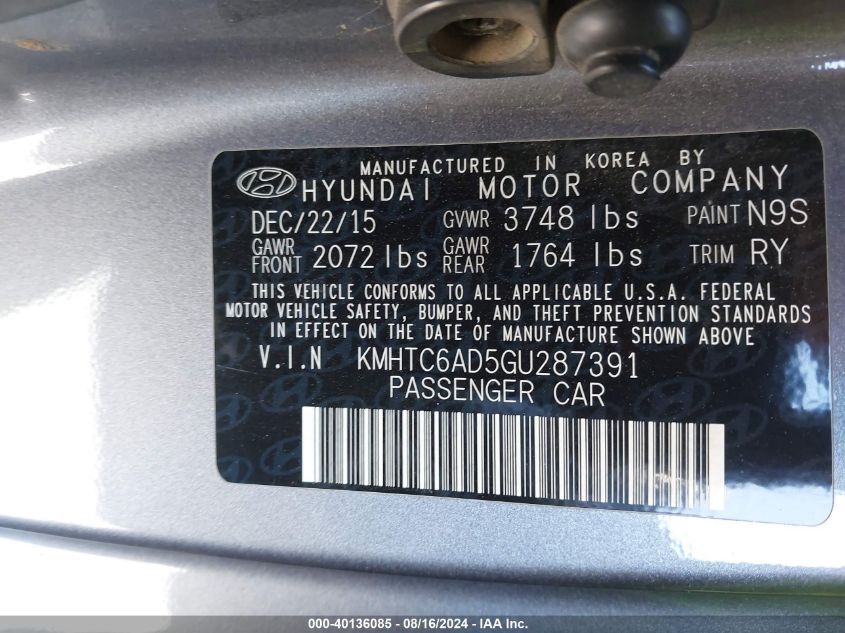 MANUFACTURED IN KOREA BY
HYUNDAI MOTOR COMPANY
DEC/22/15 GVWR 3748 lbs PAINT N9S
GAWR FRONT 2072 lbs GAWR REAR 1764 lbs TRIM RY
THIS VEHICLE CONFORMS TO ALL APPLICABLE U.S.A. FEDERAL
MOTOR VEHICLE SAFETY, BUMPER, AND THEFT PREVENTION STANDARDS
IN EFFECT ON THE DATE OF MANUFACTURE SHOWN ABOVE
V.I.N KMHTC6AD5GU287391
PASSENGER CAR
000-40136085 - 08/16/2024 - IAA Inc.